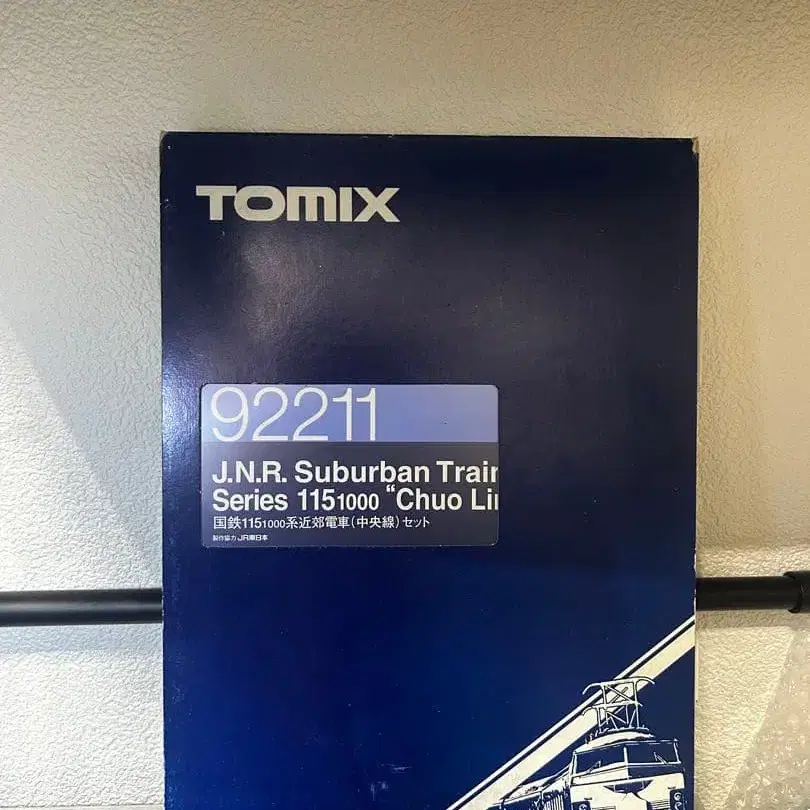 TOMIX
92211
J.N.R. Suburban Train
Series 1151000 “Chuo Li
国鉄1151000系近郊電車(中央線)セット
製作協力 JR東日本